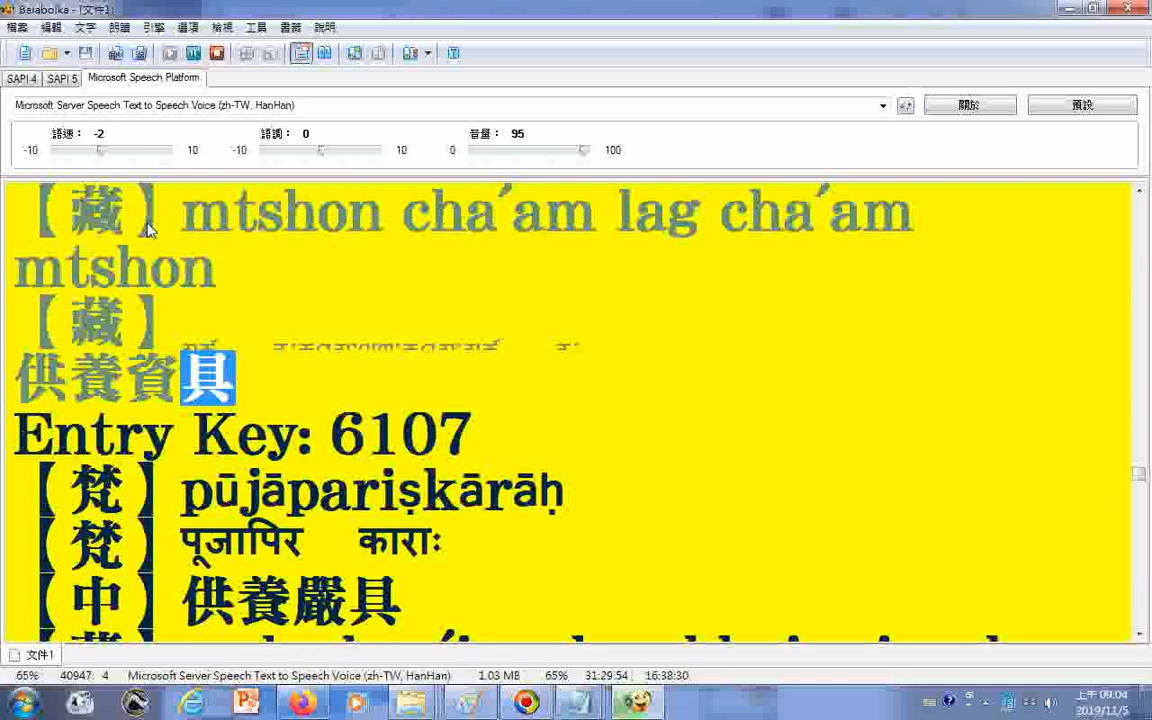 Balabolka - [文件1]
檔案 編輯 文字 朗讀 引擎 選項 檢視 工具 書籤 說明
SAPI 4 SAPI 5 Microsoft Speech Platform
Microsoft Server Speech Text to Speech Voice (zh-TW, HanHan) 關於 預設
語速： -2 語調： 0 音量： 95
-10 10 -10 10 0 100
【藏】mtshon cha´am lag cha´am
mtshon
【藏】
供養資具
Entry Key: 6107
【梵】pūjāpariṣkārāḥ
【梵】पूजापिर काराः
【中】供養嚴具
文件1
65% 40947: 4 Microsoft Server Speech Text to Speech Voice (zh-TW, HanHan) 1.03 MB 65% 31:29:54 16:38:30
上午 09:04
2019/11/5